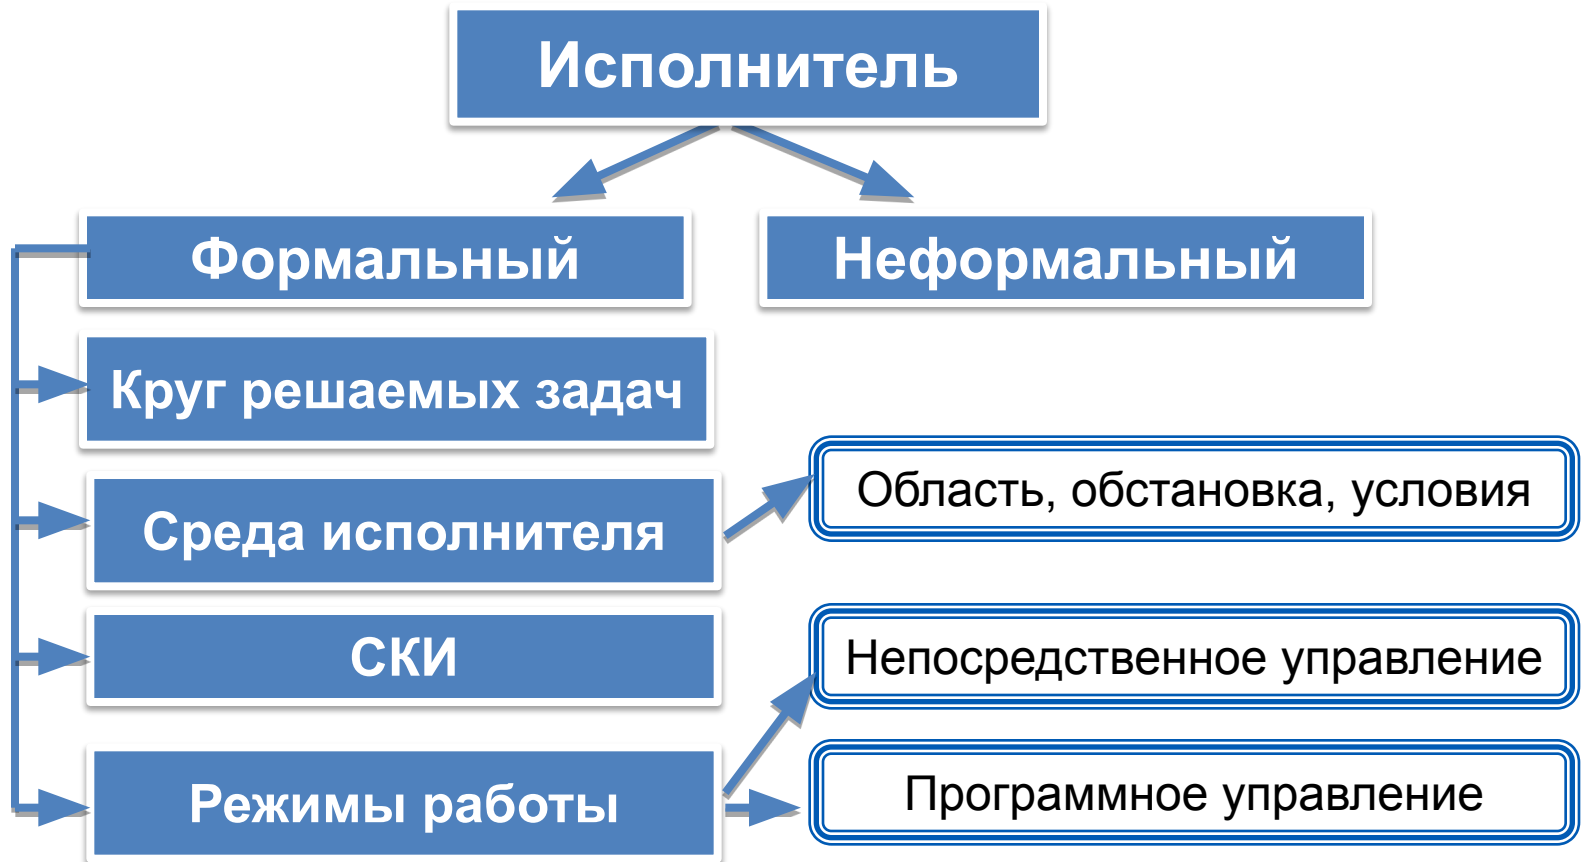 Исполнитель
Формальный
Неформальный
Круг решаемых задач
Среда исполнителя
Область, обстановка, условия
СКИ
Непосредственное управление
Режимы работы
Программное управление